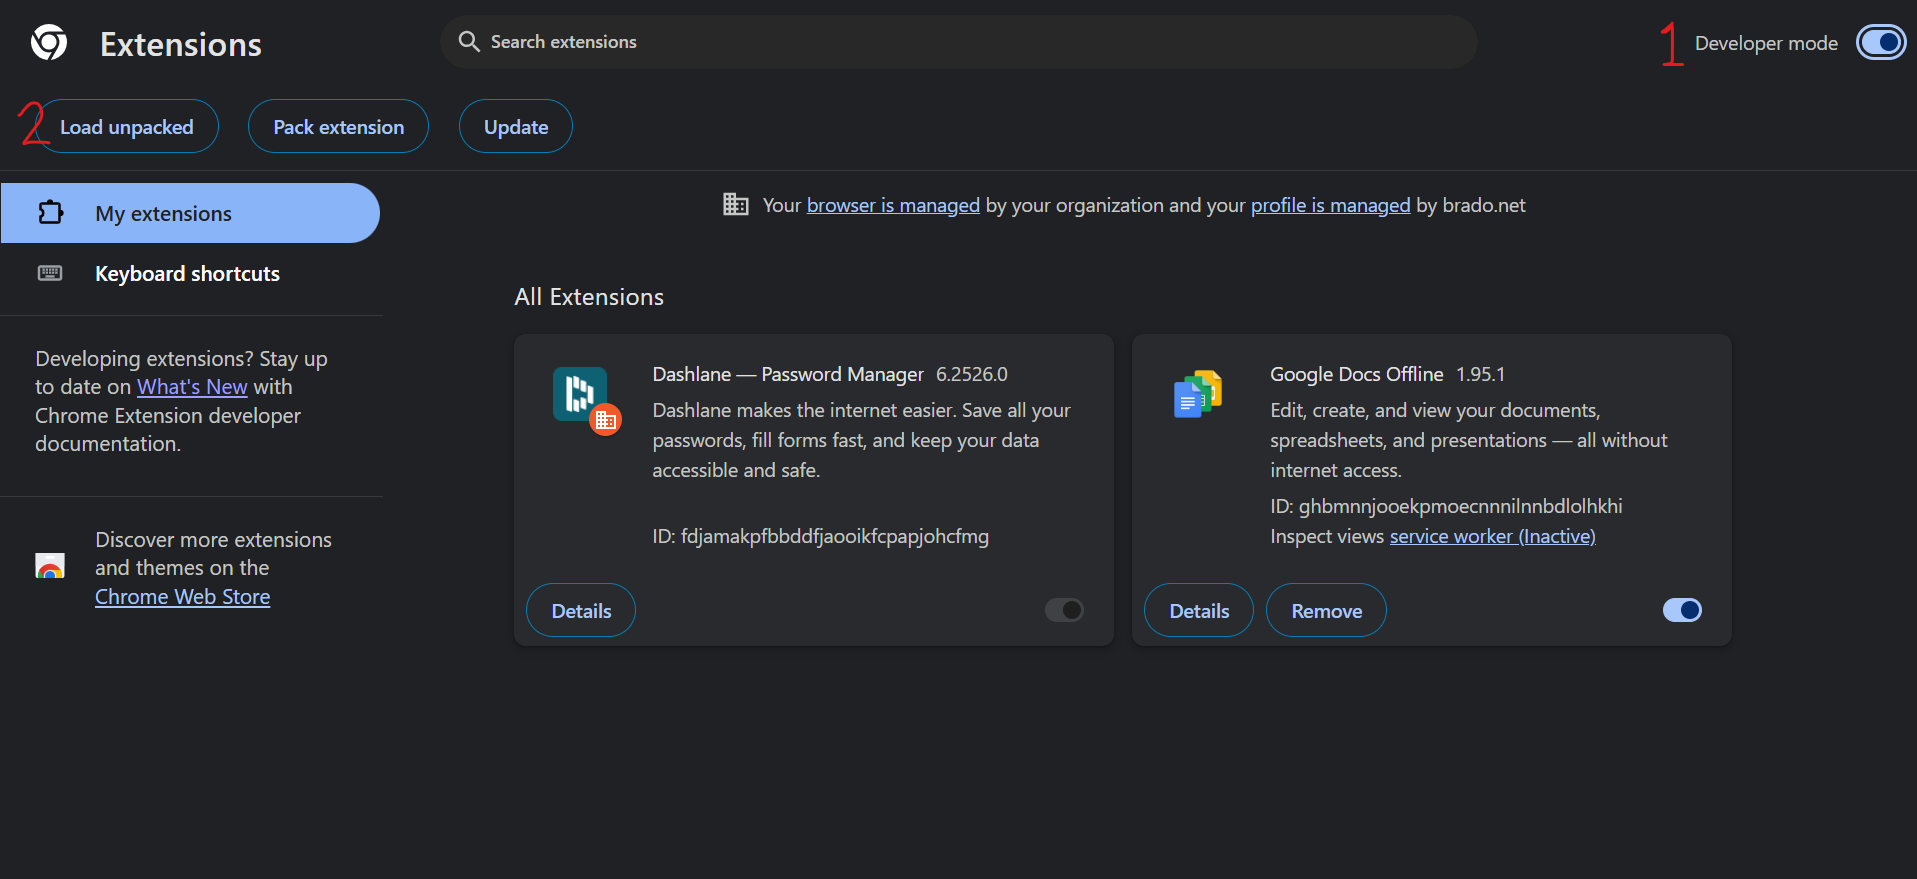 Extensions
Search extensions
1 Developer mode
2 Load unpacked
Pack extension
Update
My extensions
Keyboard shortcuts
Developing extensions? Stay up
to date on What's New with
Chrome Extension developer
documentation.
Discover more extensions
and themes on the
Chrome Web Store
Your browser is managed by your organization and your profile is managed by brado.net
All Extensions
Dashlane — Password Manager 6.2526.0
Dashlane makes the internet easier. Save all your
passwords, fill forms fast, and keep your data
accessible and safe.
ID: fdjamakpfbbddfjaooikfcpapjohcfmg
Details
Google Docs Offline 1.95.1
Edit, create, and view your documents,
spreadsheets, and presentations — all without
internet access.
ID: ghbmnnjooekpmoecnnnilnnbdlolhkhi
Inspect views service worker (Inactive)
Details
Remove